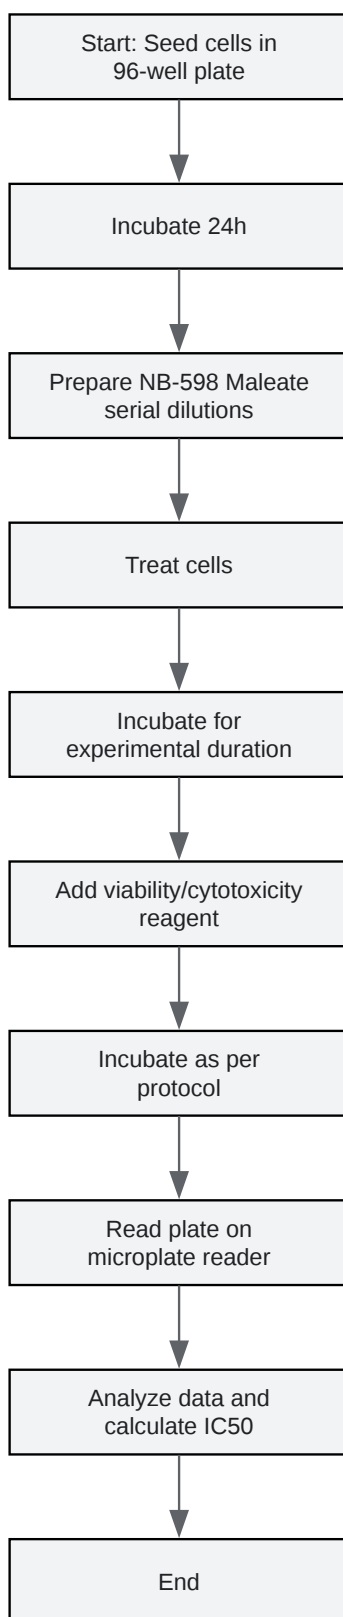 Start: Seed cells in
96-well plate
Incubate 24h
Prepare NB-598 Maleate
serial dilutions
Treat cells
Incubate for
experimental duration
Add viability/cytotoxicity
reagent
Incubate as per
protocol
Read plate on
microplate reader
Analyze data and
calculate IC50
End